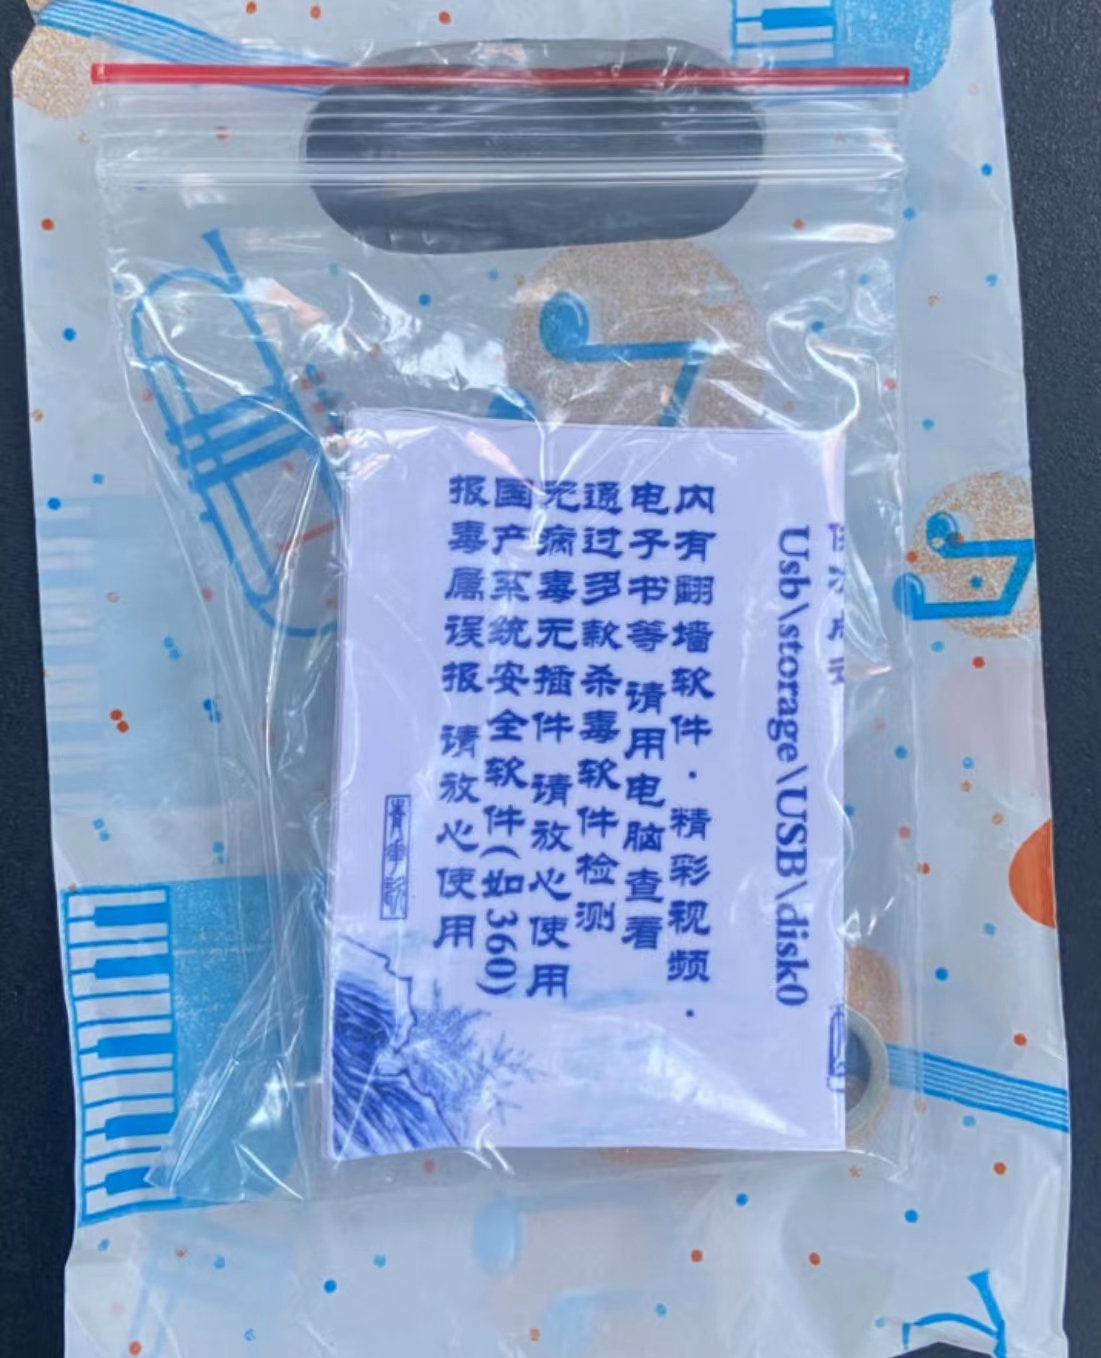 Usb\storage\USB\disk0
内有翻墙软件·精彩视频·
电子书等 请用电脑查看
通过多款杀毒软件检测
无病毒无插件 请放心使用
国产系统安全软件(如360)
报毒属误报 请放心使用